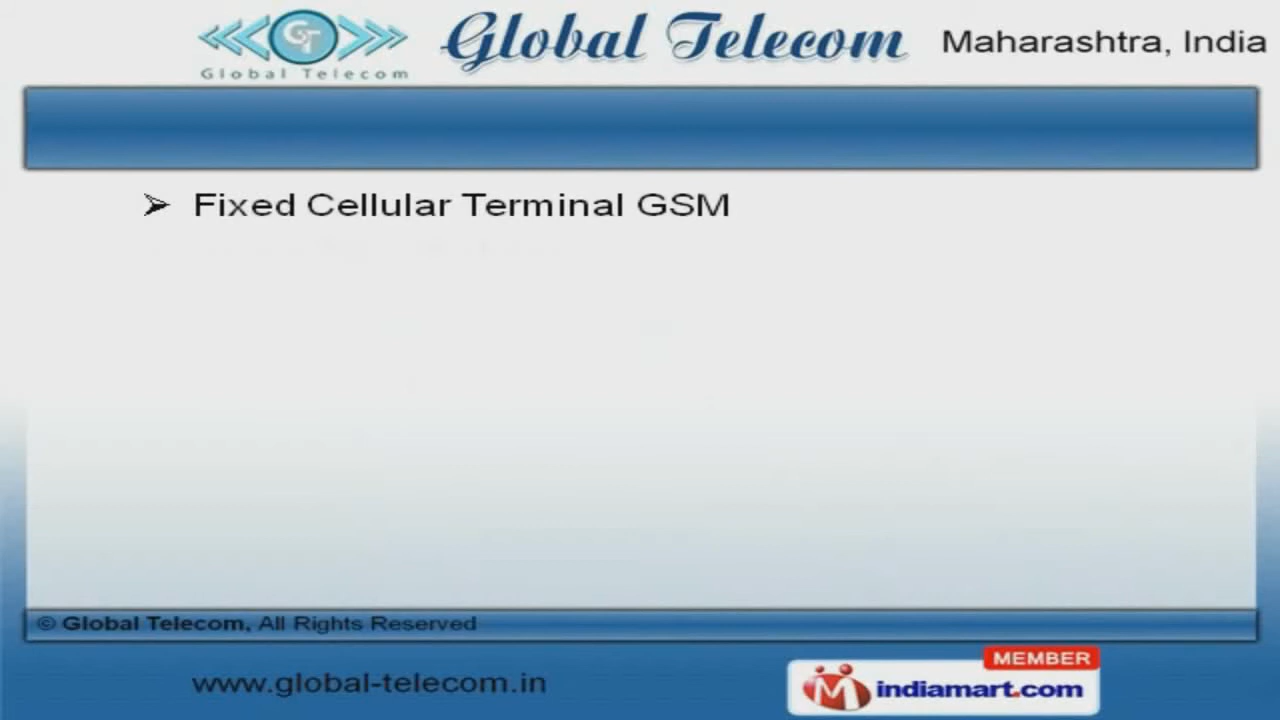 GT
Global Telecom
Global Telecom
Maharashtra, India
➢ Fixed Cellular Terminal GSM
© Global Telecom, All Rights Reserved
www.global-telecom.in
MEMBER
indiamart.com